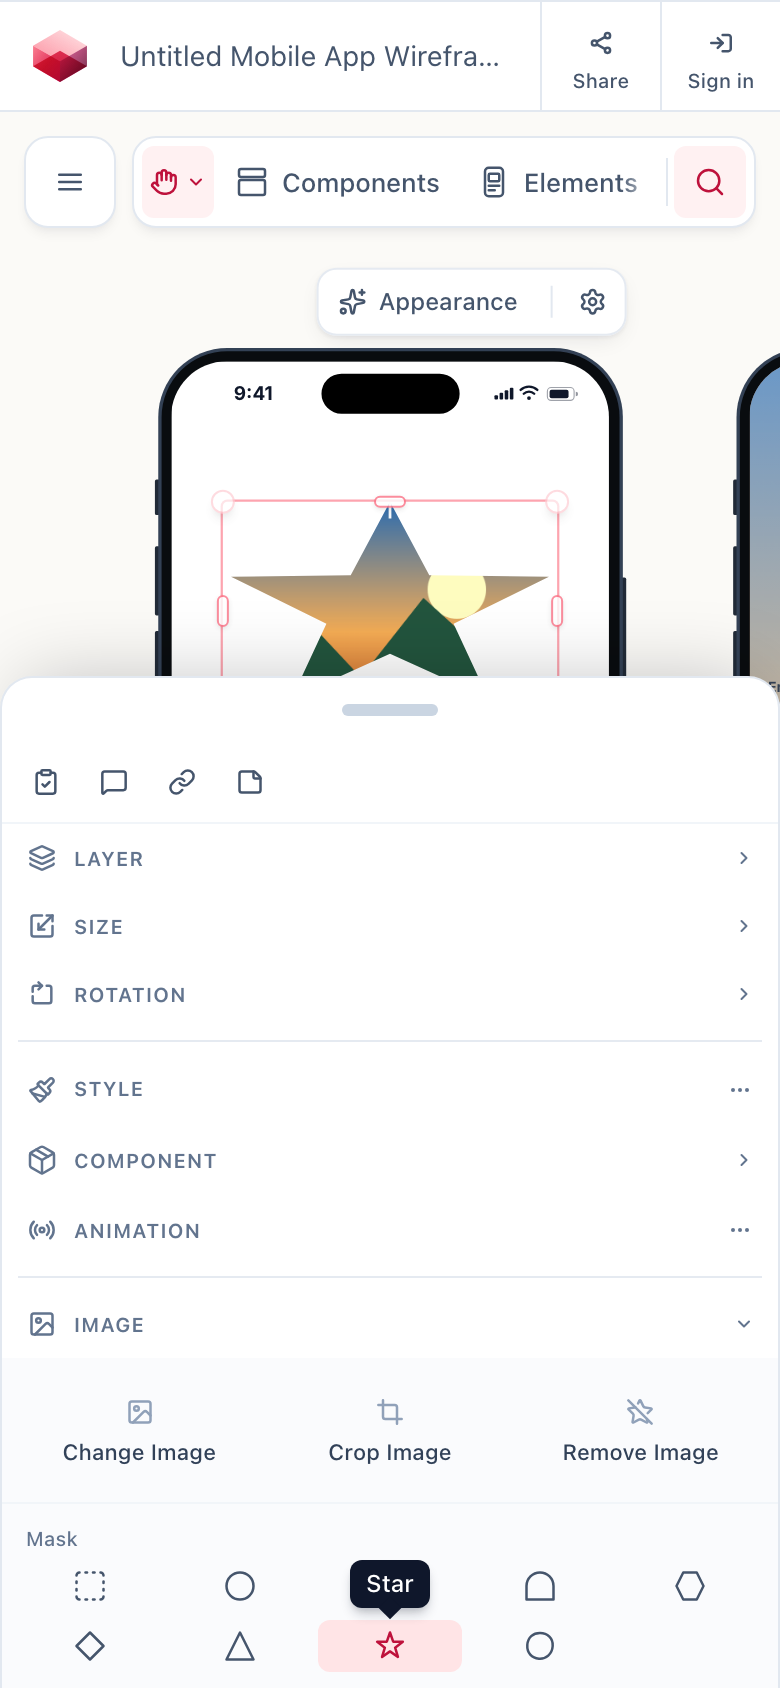 Untitled Mobile App Wirefra...
Share
Sign in
Components
Elements
Appearance
9:41
LAYER
SIZE
ROTATION
STYLE
COMPONENT
ANIMATION
IMAGE
Change Image
Crop Image
Remove Image
Mask
Star